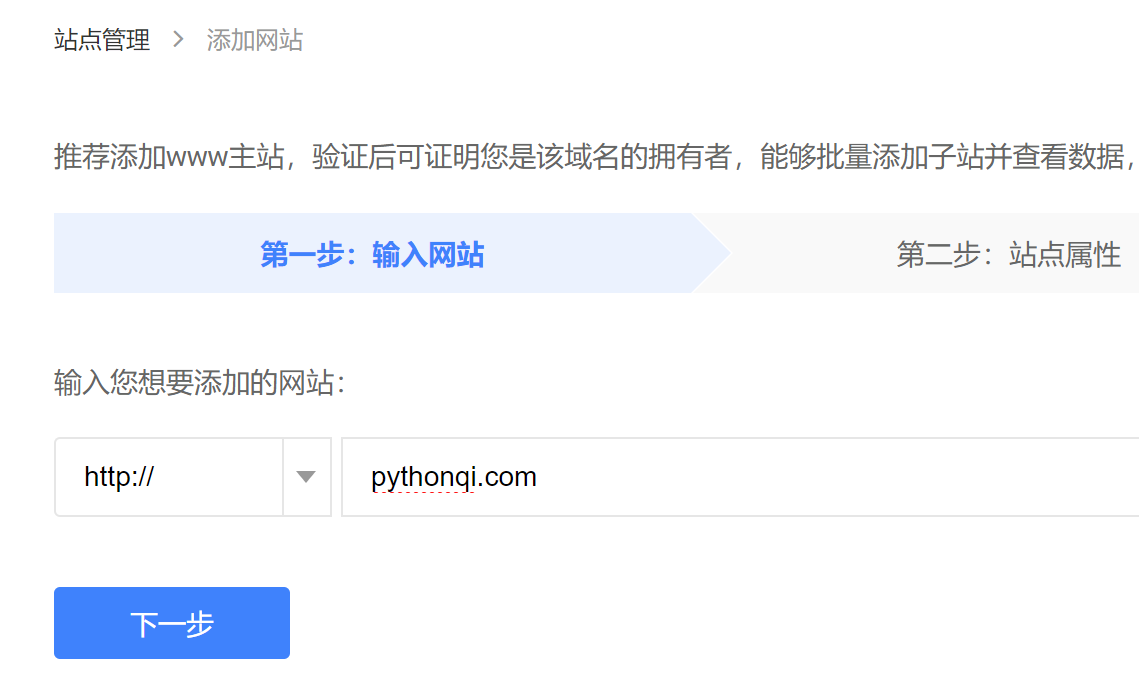 站点管理 > 添加网站
推荐添加www主站，验证后可证明您是该域名的拥有者，能够批量添加子站并查看数据，
第一步：输入网站 第二步：站点属性
输入您想要添加的网站：
http:// pythonqi.com
下一步